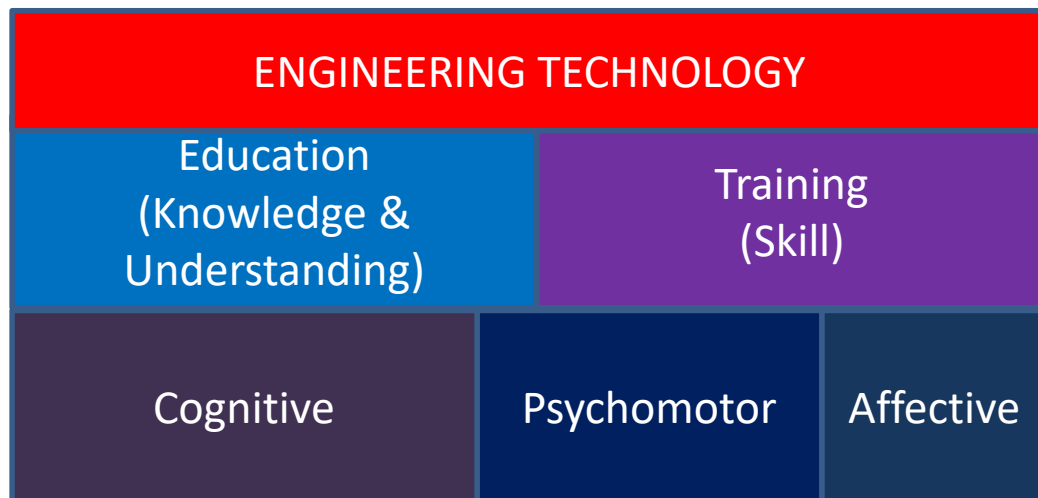 ENGINEERING TECHNOLOGY
Education
(Knowledge &
Understanding)
Training
(Skill)
Cognitive
Psychomotor
Affective